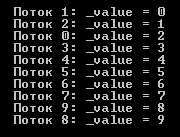 Поток 1: _value = 0
Поток 2: _value = 1
Поток 0: _value = 2
Поток 3: _value = 3
Поток 4: _value = 4
Поток 5: _value = 5
Поток 6: _value = 6
Поток 7: _value = 7
Поток 9: _value = 8
Поток 8: _value = 9